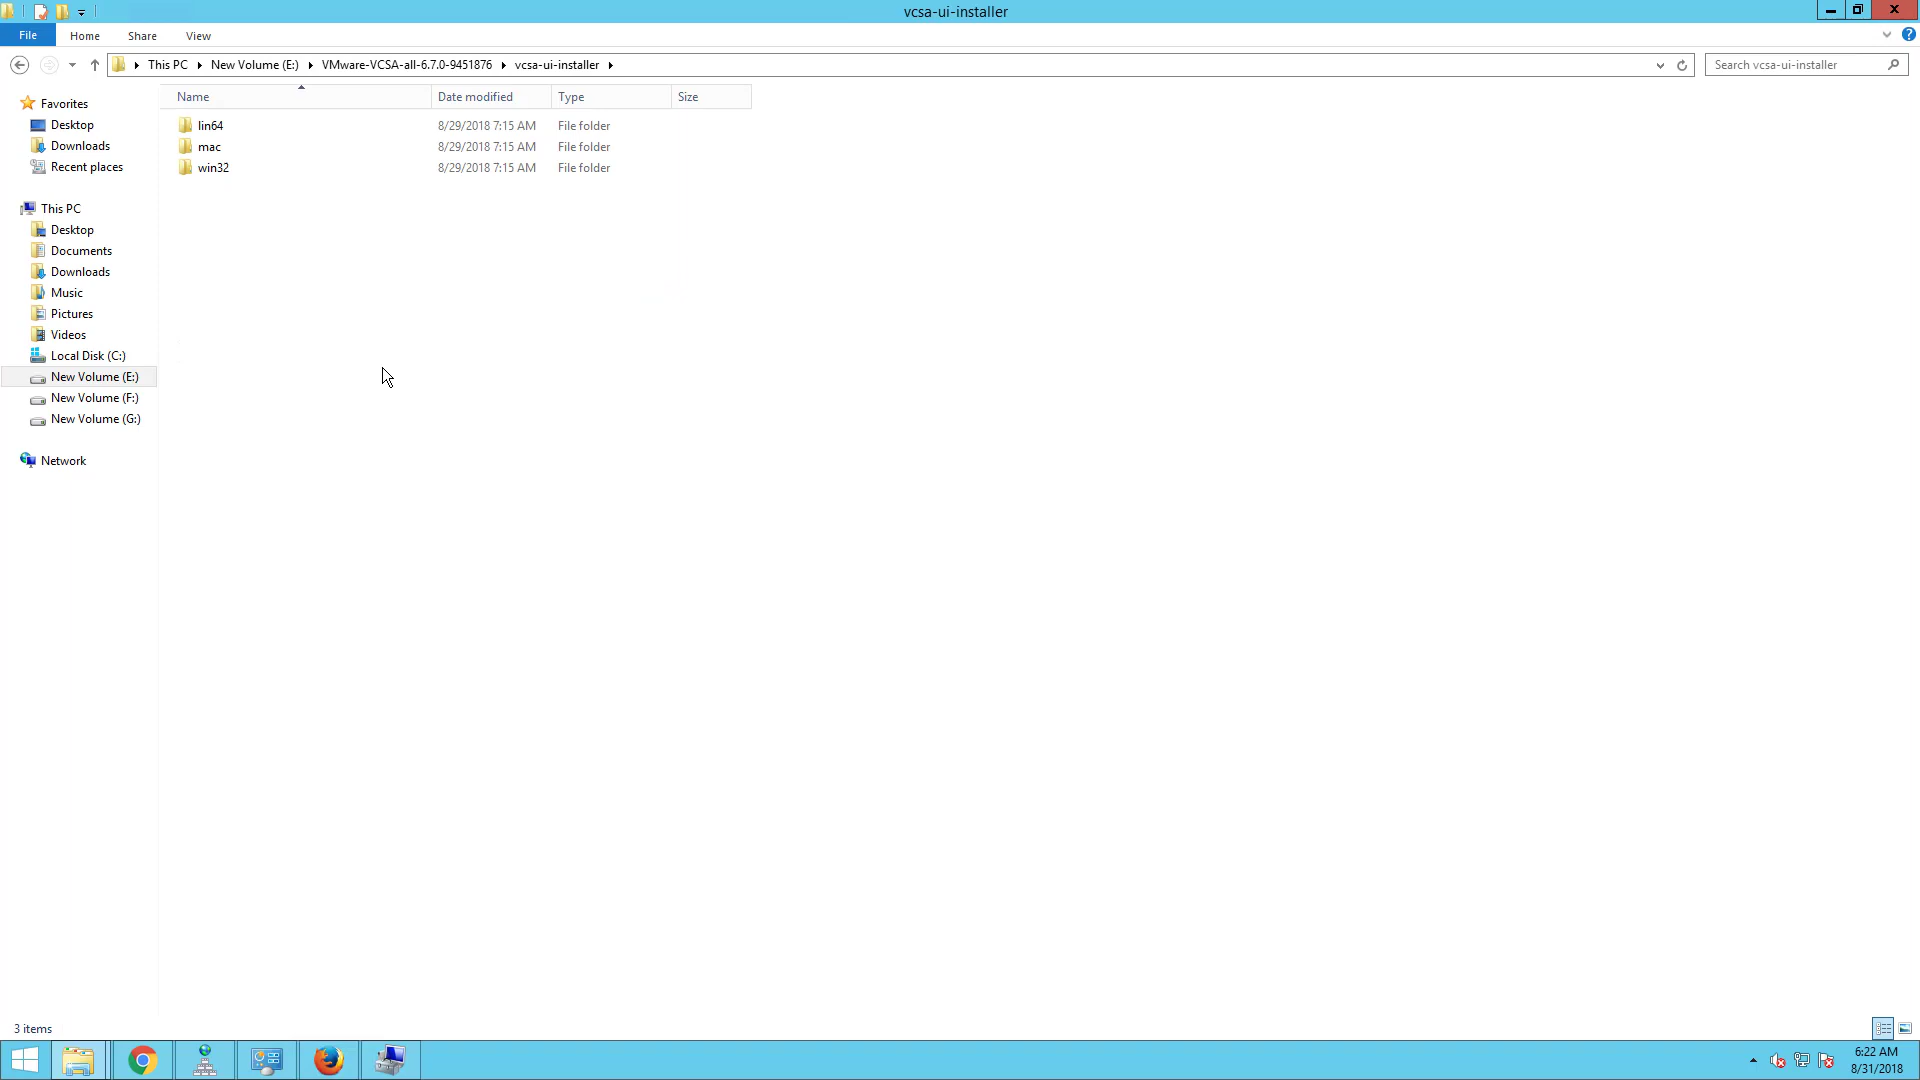 vcsa-ui-installer
File Home Share View
This PC New Volume (E:) VMware-VCSA-all-6.7.0-9451876 vcsa-ui-installer
Search vcsa-ui-installer
Name Date modified Type Size
lin64 8/29/2018 7:15 AM File folder
mac 8/29/2018 7:15 AM File folder
win32 8/29/2018 7:15 AM File folder
Favorites
Desktop
Downloads
Recent places
This PC
Desktop
Documents
Downloads
Music
Pictures
Videos
Local Disk (C:)
New Volume (E:)
New Volume (F:)
New Volume (G:)
Network
3 items
6:22 AM
8/31/2018